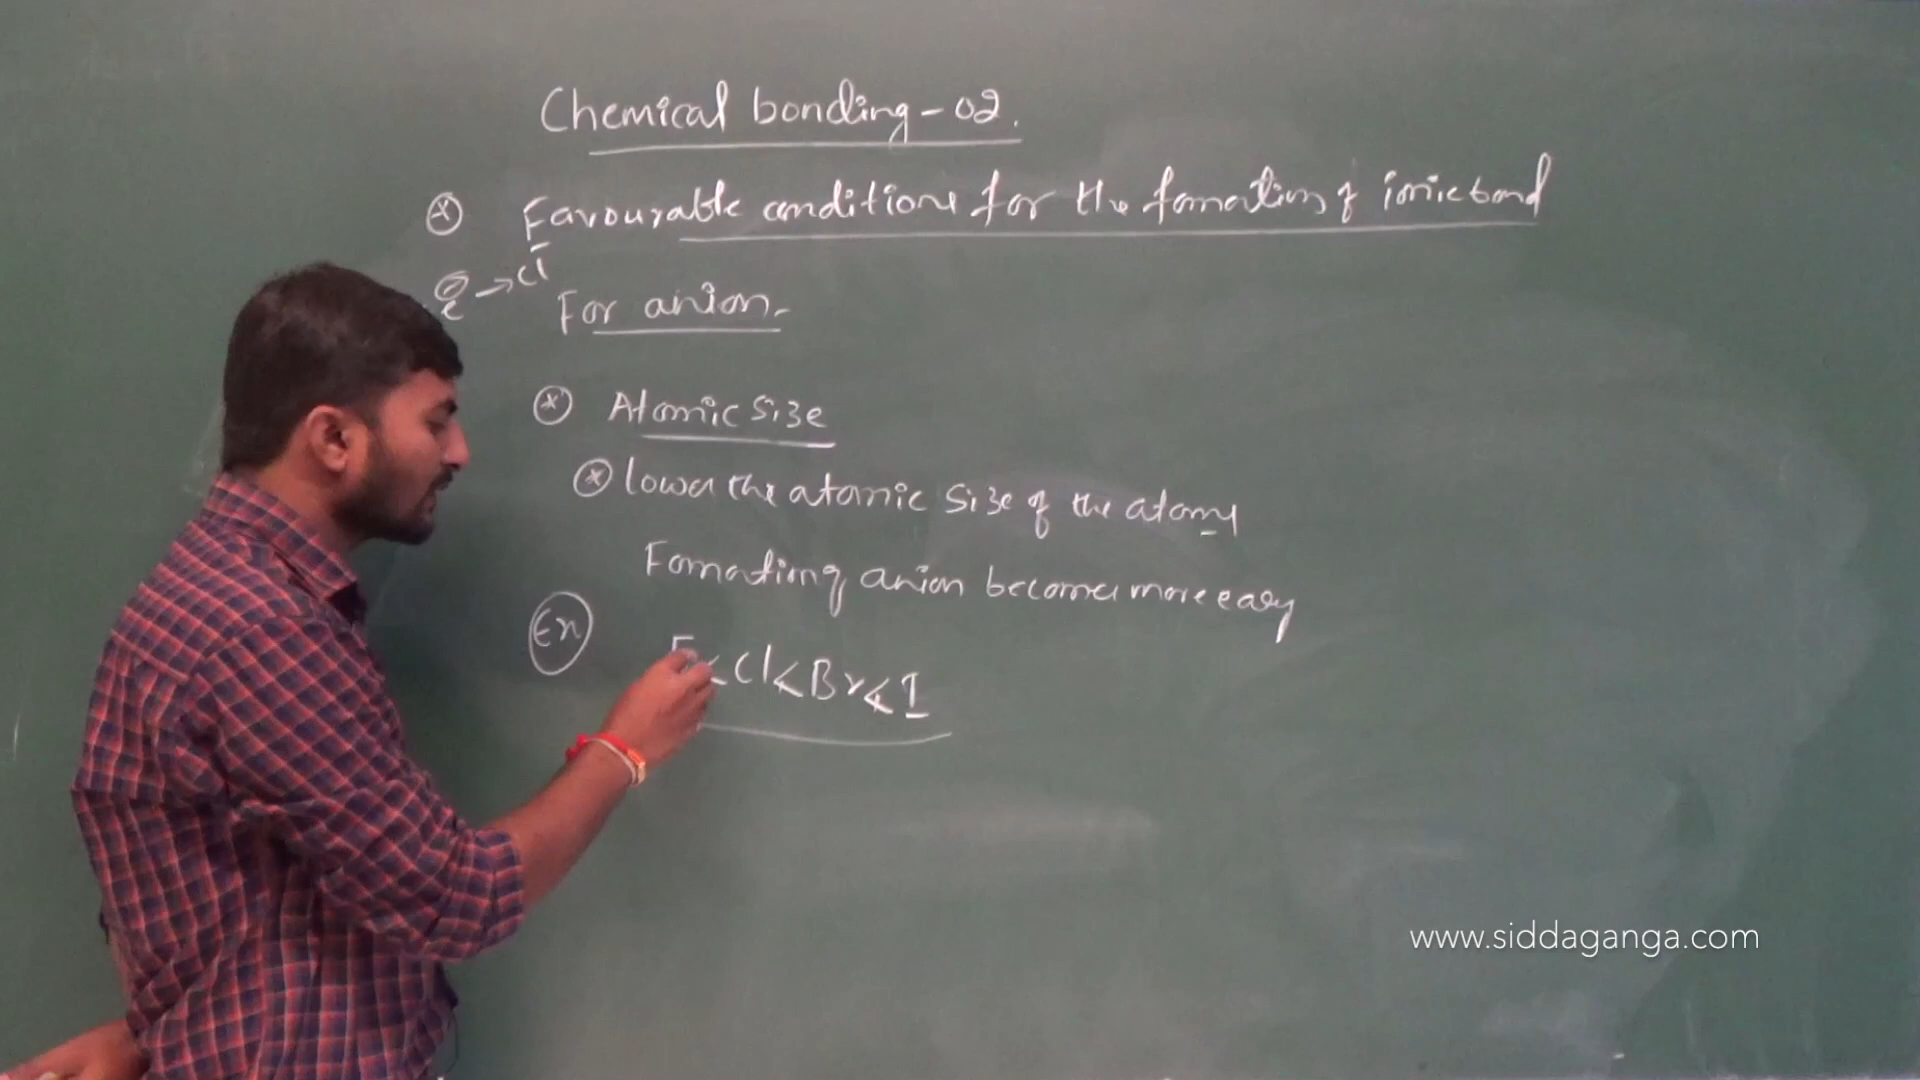 Chemical bonding - 02.
Favourable conditions for the formation of ionic bond
e → Cl
For anion.
Atomic size
lower the atomic size of the atom,
Formation of anion becomes more easy
Ex
F < Cl < Br < I
www.siddaganga.com